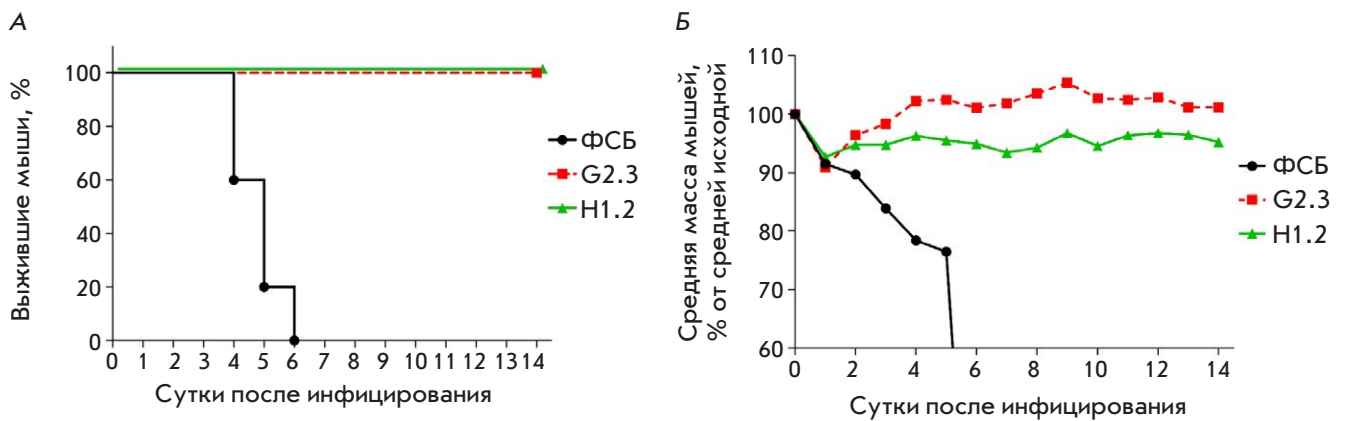 А
Выжившие мыши, %
100
80
60
40
20
0
0 1 2 3 4 5 6 7 8 9 10 11 12 13 14
Сутки после инфицирования
ФСБ
G2.3
H1.2
Б
Средняя масса мышей,
% от средней исходной
110
100
90
80
70
60
0 2 4 6 8 10 12 14
Сутки после инфицирования
ФСБ
G2.3
H1.2